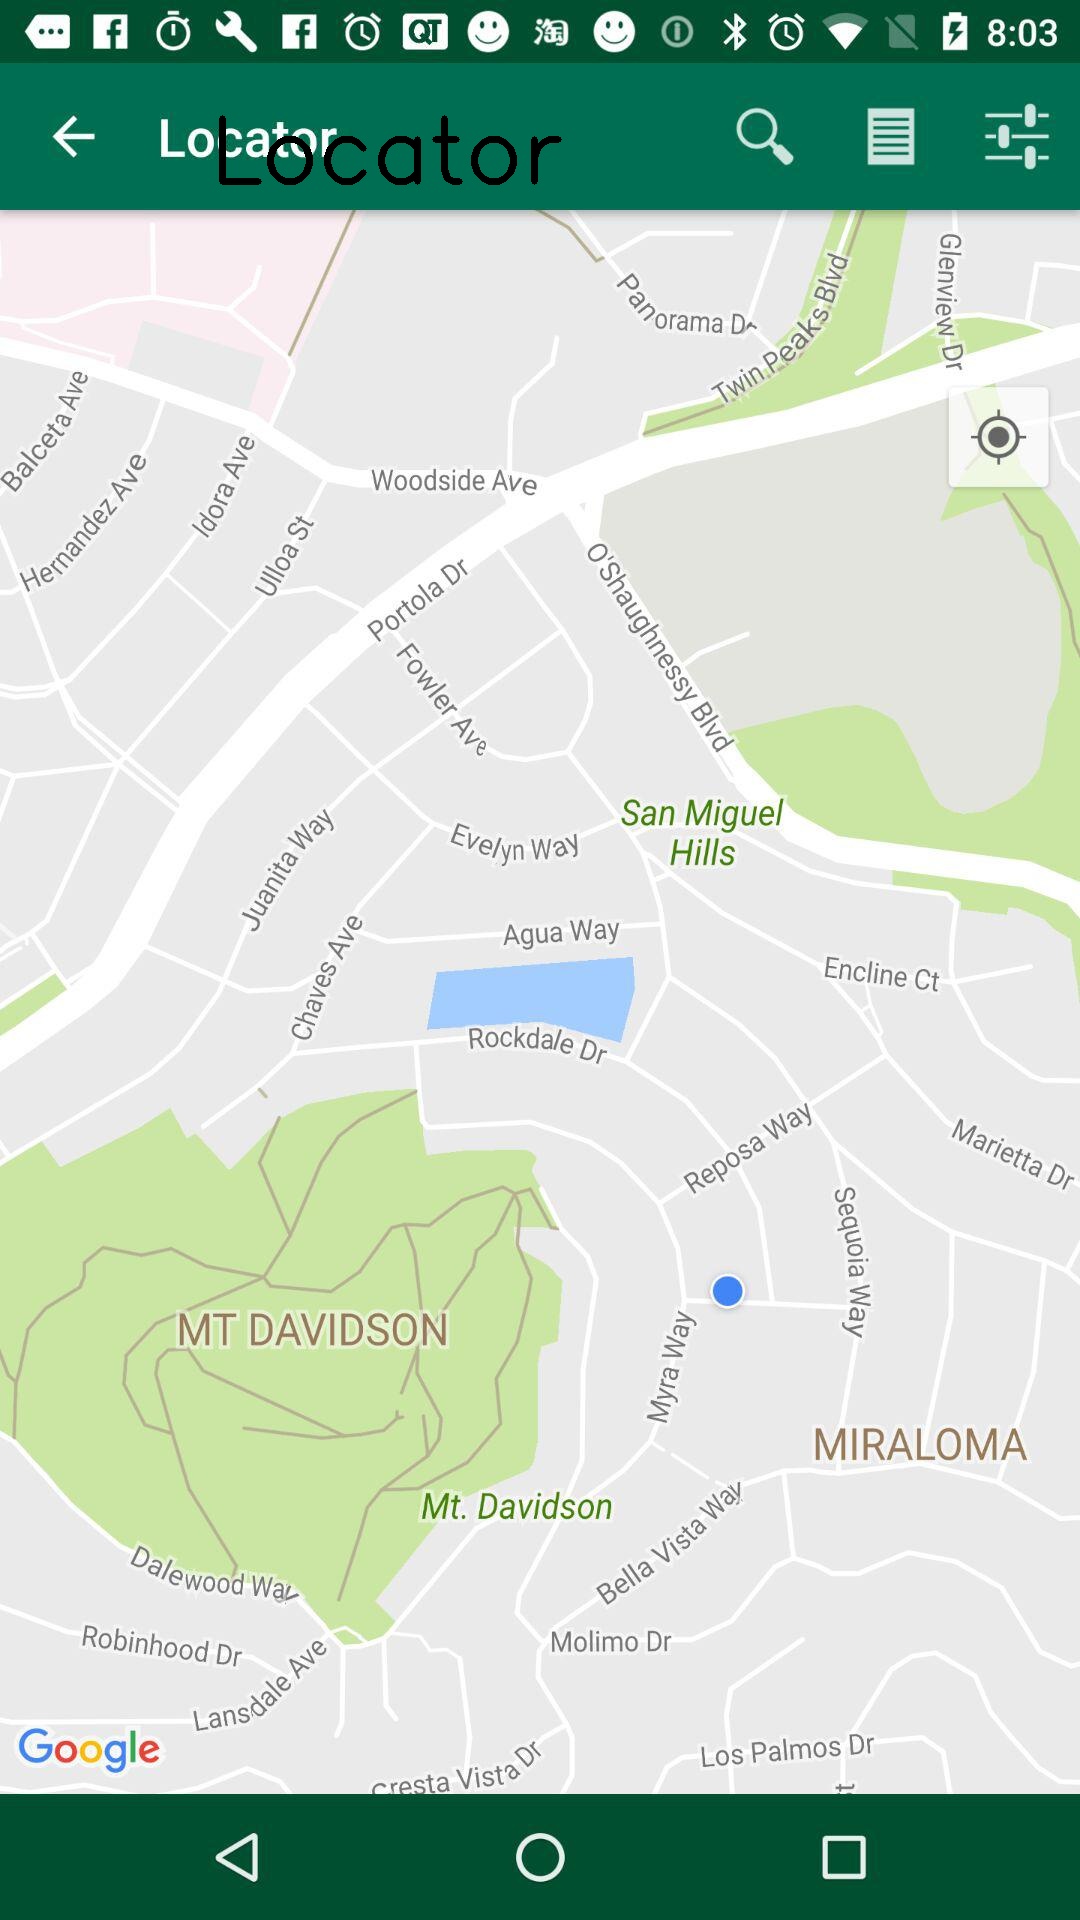 QT 淘 8:03
Locator
Locator
Panorama Dr
Twin Peaks Blvd
Glenview Dr
Balceta Ave
Hernandez Ave
Idora Ave
Ulloa St
Woodside Ave
Portola Dr
O'Shaughnessy Blvd
Fowler Ave
San Miguel
Hills
Juanita Way
Evelyn Way
Chaves Ave
Agua Way
Encline Ct
Rockdale Dr
Reposa Way
Marietta Dr
Sequoia Way
MT DAVIDSON
Myra Way
MIRALOMA
Mt. Davidson
Bella Vista Way
Dalewood Way
Robinhood Dr
Molimo Dr
Lansdale Ave
Google
Cresta Vista Dr
Los Palmos Dr